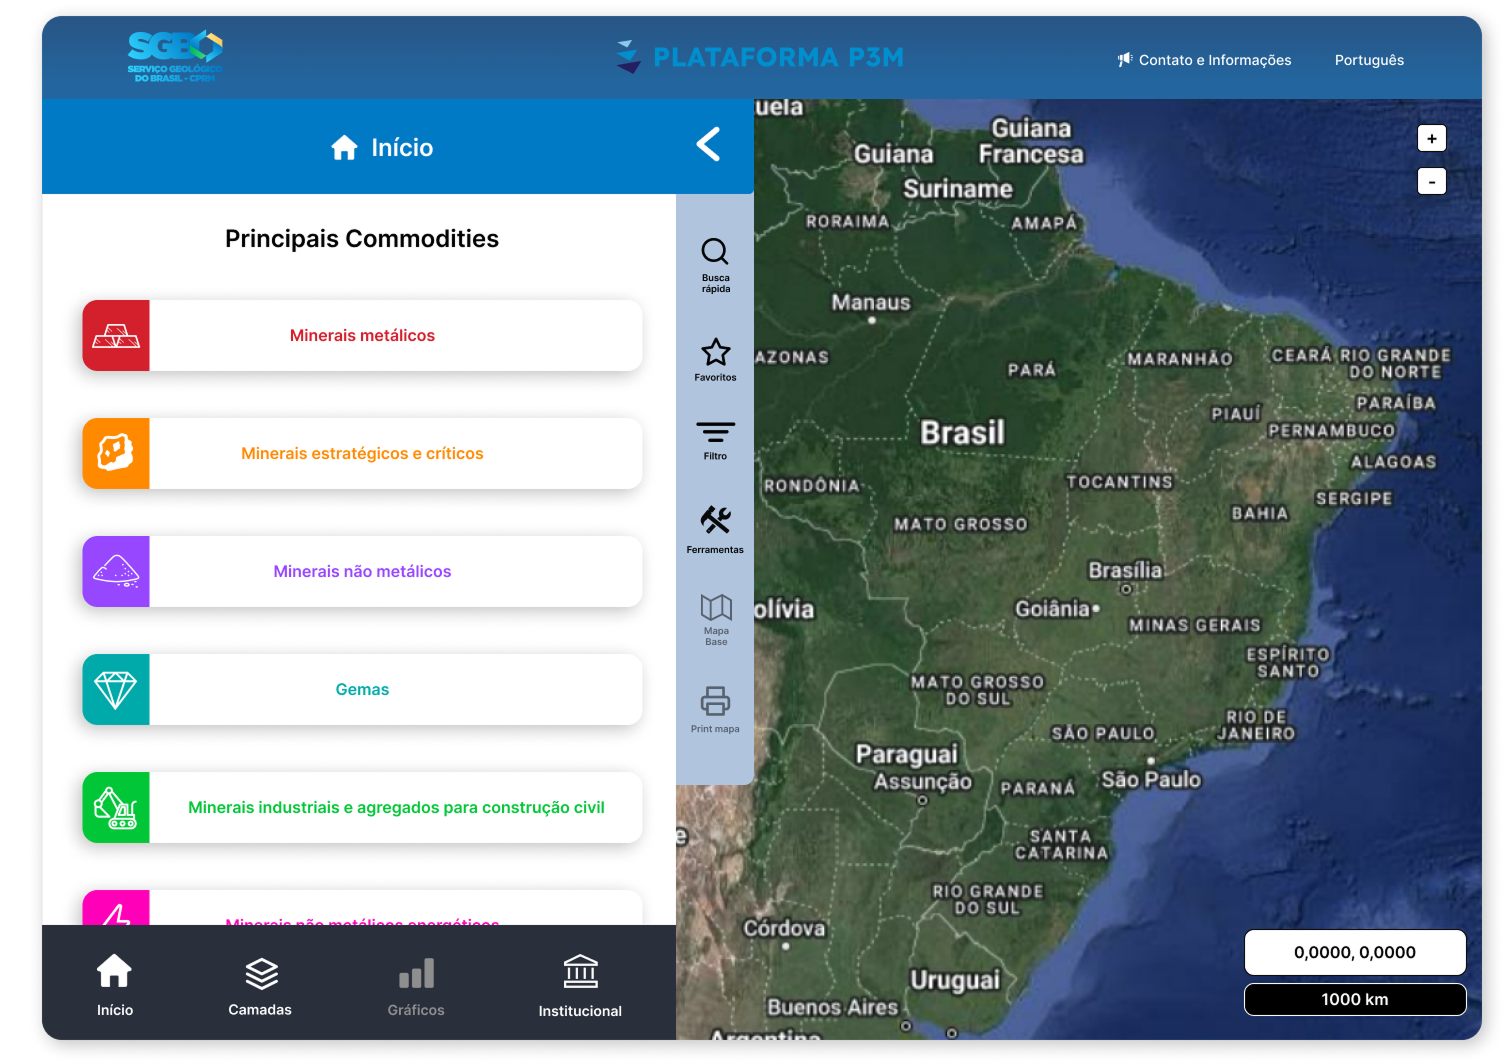 SGB
SERVIÇO GEOLÓGICO
DO BRASIL - CPRM
PLATAFORMA P3M
Contato e Informações
Português
Início
Principais Commodities
Minerais metálicos
Minerais estratégicos e críticos
Minerais não metálicos
Gemas
Minerais industriais e agregados para construção civil
Minerais não metálicos energéticos
Início
Camadas
Gráficos
Institucional
Busca
rápida
Favoritos
Filtro
Ferramentas
Mapa
Base
Print mapa
+
-
uela
Guiana
Guiana
Francesa
Suriname
RORAIMA
AMAPÁ
Manaus
AZONAS
PARÁ
MARANHÃO
CEARÁ
RIO GRANDE
DO NORTE
PIAUÍ
PARAÍBA
PERNAMBUCO
Brasil
ALAGOAS
RONDÔNIA
TOCANTINS
SERGIPE
BAHIA
MATO GROSSO
Brasília
olívia
Goiânia
MINAS GERAIS
ESPÍRITO
SANTO
MATO GROSSO
DO SUL
RIO DE
JANEIRO
SÃO PAULO
Paraguai
Assunção
São Paulo
PARANÁ
e
SANTA
CATARINA
RIO GRANDE
DO SUL
Córdova
Uruguai
Buenos Aires
Argentina
0,0000, 0,0000
1000 km